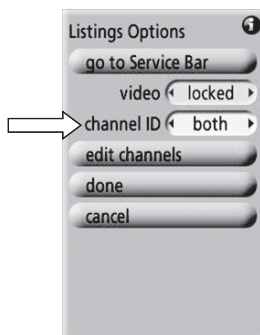 Listings Options i
go to Service Bar
video locked
channel ID both
edit channels
done
cancel